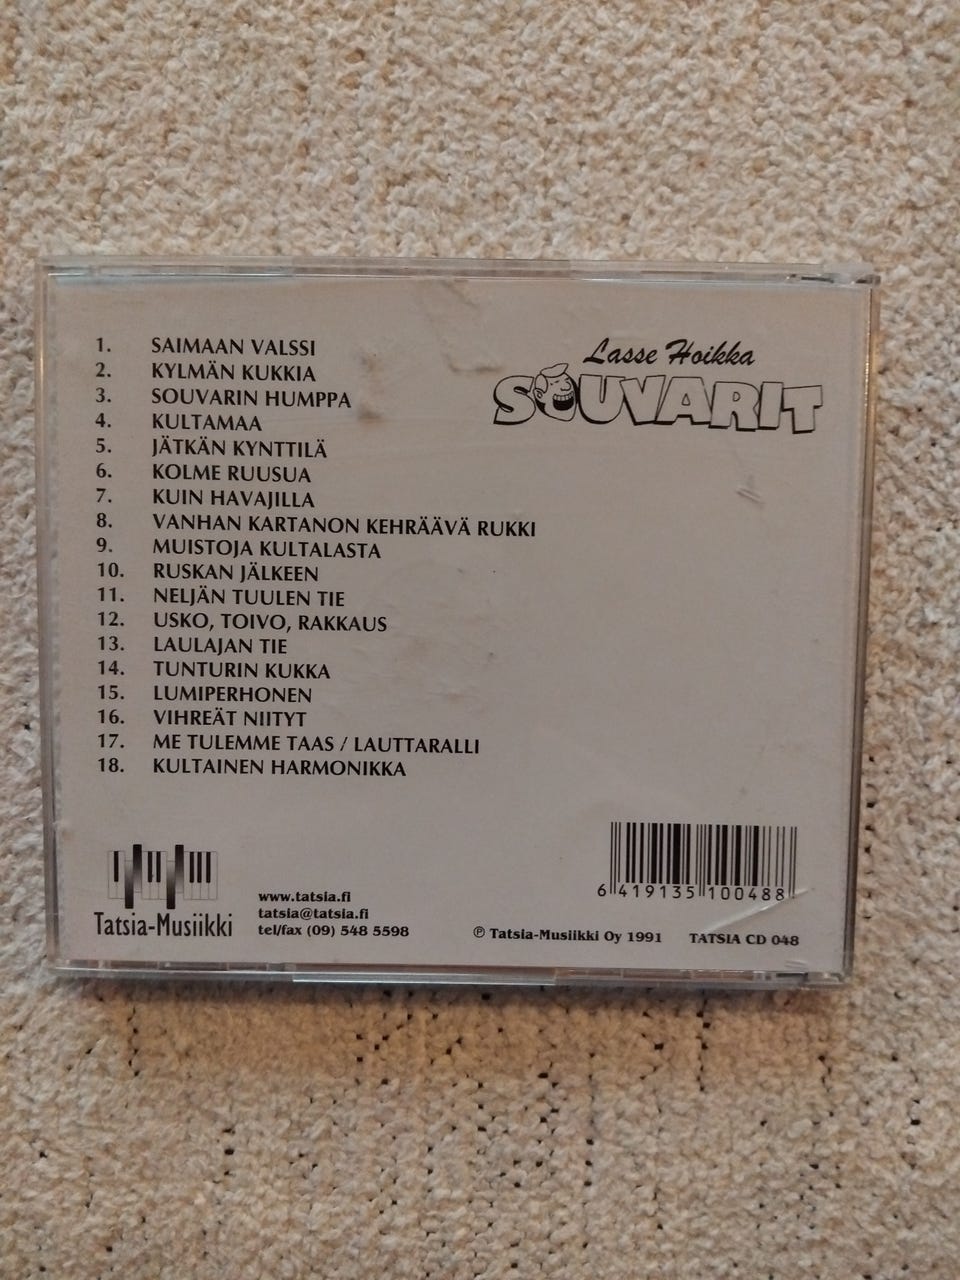 1. SAIMAAN VALSSI
2. KYLMÄN KUKKIA
3. SOUVARIN HUMPPA
4. KULTAMAA
5. JÄTKÄN KYNTTILÄ
6. KOLME RUUSUA
7. KUIN HAVAJILLA
8. VANHAN KARTANON KEHRÄÄVÄ RUKKI
9. MUISTOJA KULTALASTA
10. RUSKAN JÄLKEEN
11. NELJÄN TUULEN TIE
12. USKO, TOIVO, RAKKAUS
13. LAULAJAN TIE
14. TUNTURIN KUKKA
15. LUMIPERHONEN
16. VIHREÄT NIITYT
17. ME TULEMME TAAS / LAUTTARALLI
18. KULTAINEN HARMONIKKA
Lasse Hoikka
SOUVARIT
Tatsia-Musiikki
www.tatsia.fi
tatsia@tatsia.fi
tel/fax (09) 548 5598
6 419135 100488
℗ Tatsia-Musiikki Oy 1991 TATSIA CD 048